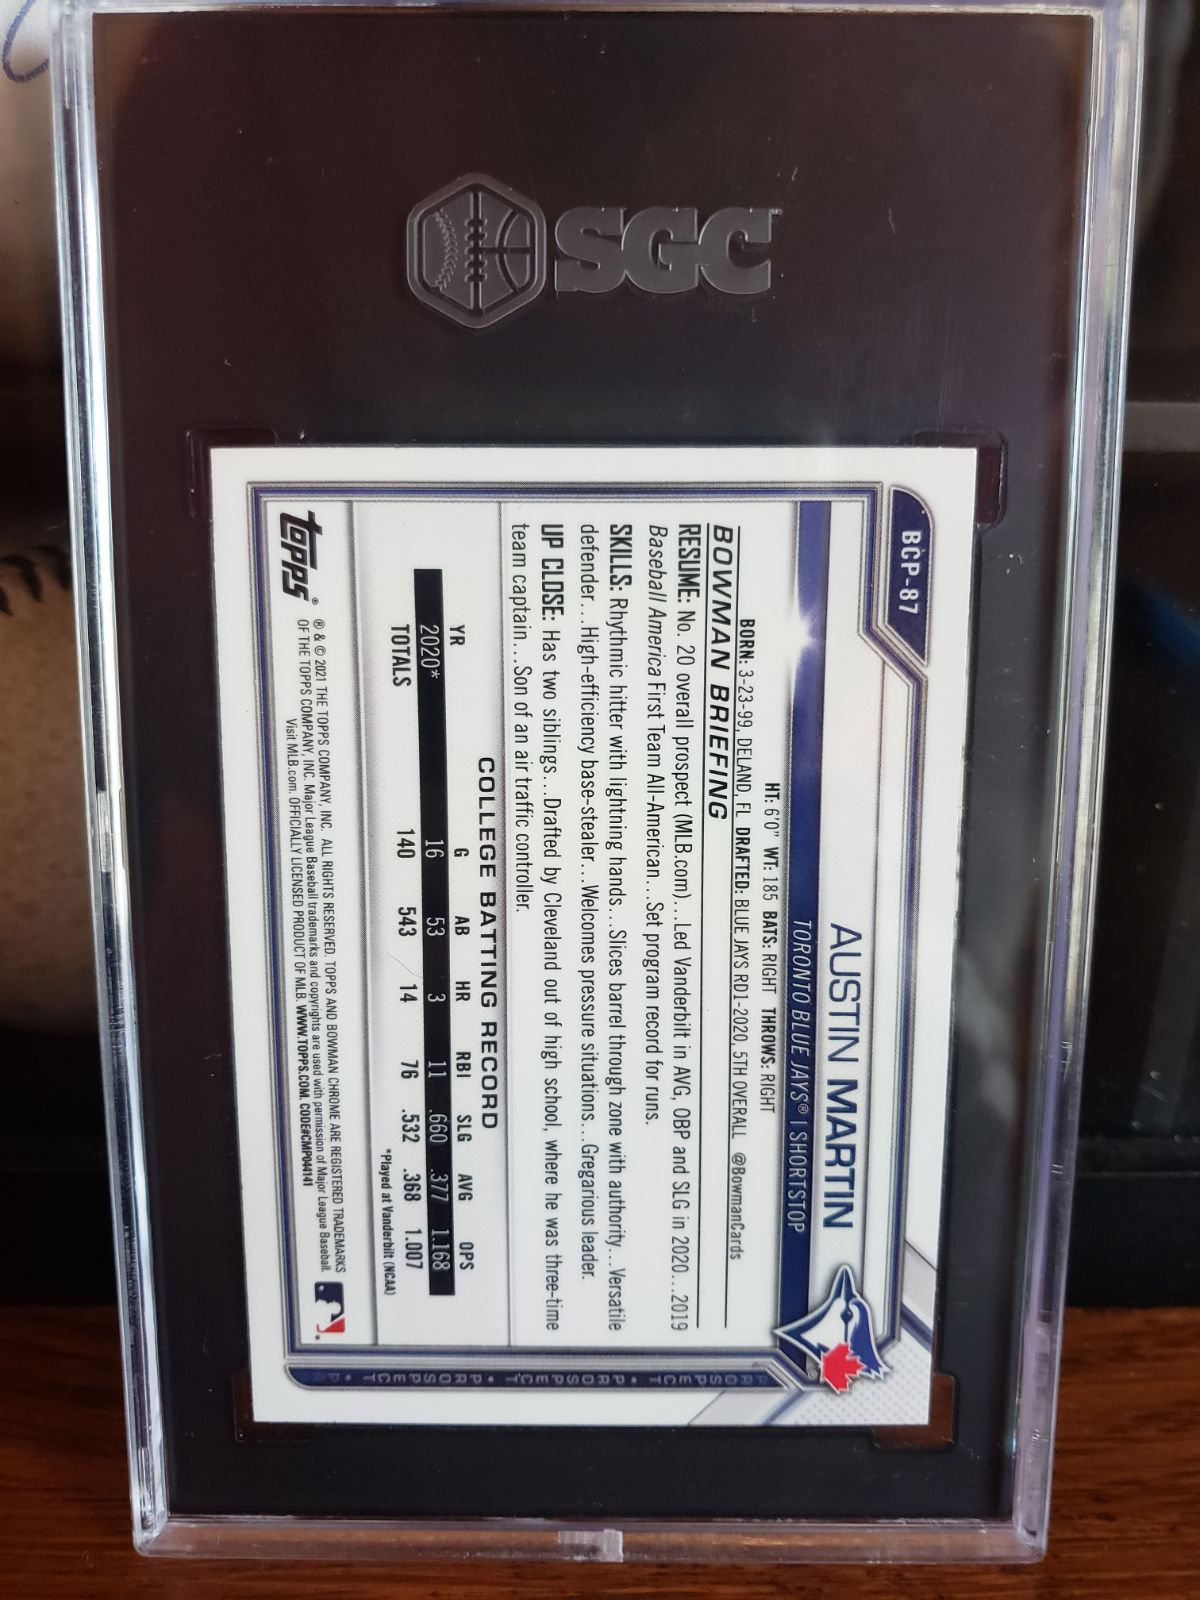 SGC
BCP-87
AUSTIN MARTIN
TORONTO BLUE JAYS® | SHORTSTOP
HT: 6'0" WT: 185 BATS: RIGHT THROWS: RIGHT
BORN: 3-23-99, DELAND, FL DRAFTED: BLUE JAYS RD1-2020, 5TH OVERALL @BowmanCards
BOWMAN BRIEFING
RESUME: No. 20 overall prospect (MLB.com)...Led Vanderbilt in AVG, OBP and SLG in 2020...2019
Baseball America First Team All-American...Set program record for runs.
SKILLS: Rhythmic hitter with lightning hands...Slices barrel through zone with authority...Versatile
defender...High-efficiency base-stealer...Welcomes pressure situations...Gregarious leader.
UP CLOSE: Has two siblings...Drafted by Cleveland out of high school, where he was three-time
team captain...Son of an air traffic controller.
COLLEGE BATTING RECORD
YR G AB HR RBI SLG AVG OPS
2020* 16 53 3 11 .660 .377 1.168
TOTALS 140 543 14 76 .532 .368 1.007
*Played at Vanderbilt (NCAA)
topps®
® & © 2021 THE TOPPS COMPANY, INC. ALL RIGHTS RESERVED. TOPPS AND BOWMAN CHROME ARE REGISTERED TRADEMARKS
OF THE TOPPS COMPANY, INC. Major League Baseball trademarks and copyrights are used with permission of Major League Baseball.
Visit MLB.com. OFFICIALLY LICENSED PRODUCT OF MLB. WWW.TOPPS.COM. CODE#CMP044141
PROSPECT • PROSPECT • PROSPECT